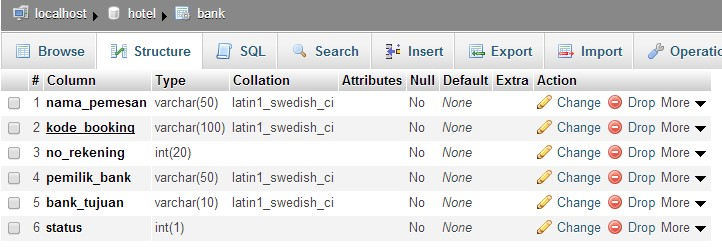 localhost hotel bank
Browse Structure SQL Search Insert Export Import Operatio
# Column Type Collation Attributes Null Default Extra Action
1 nama_pemesan varchar(50) latin1_swedish_ci No None Change Drop More
2 kode_booking varchar(100) latin1_swedish_ci No None Change Drop More
3 no_rekening int(20) No None Change Drop More
4 pemilik_bank varchar(50) latin1_swedish_ci No None Change Drop More
5 bank_tujuan varchar(10) latin1_swedish_ci No None Change Drop More
6 status int(1) No None Change Drop More